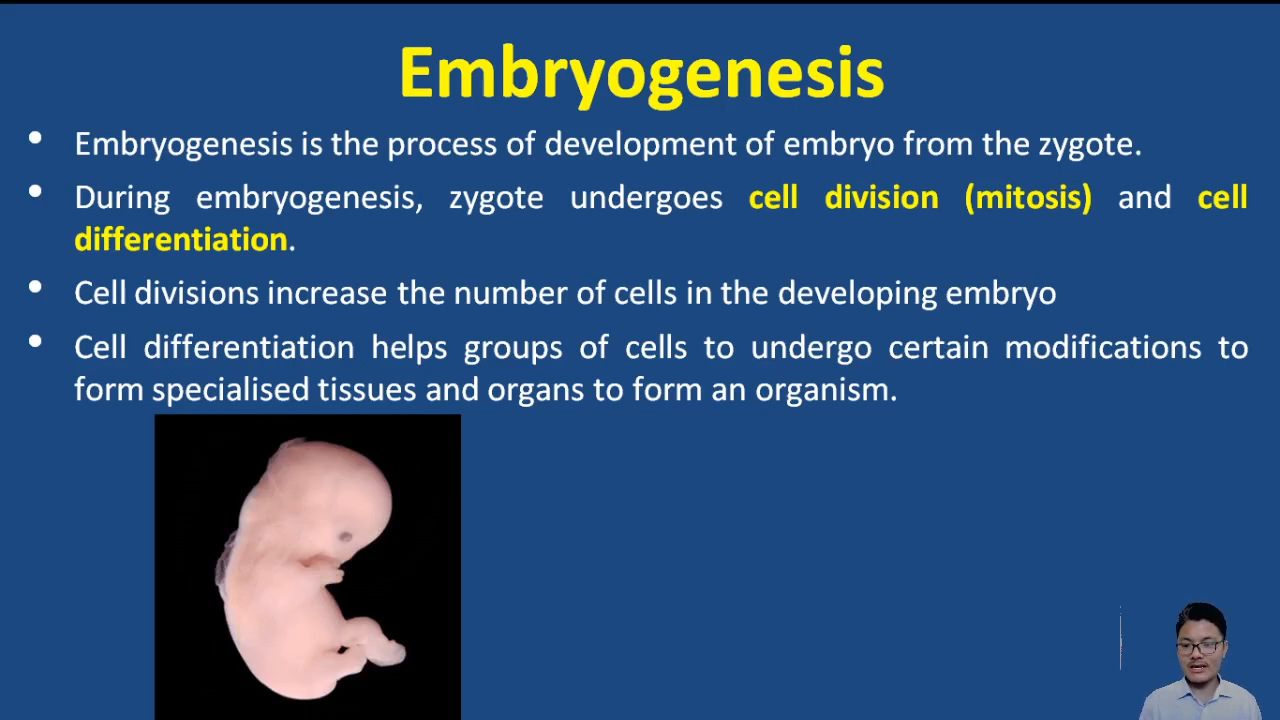 Embryogenesis
• Embryogenesis is the process of development of embryo from the zygote.
• During embryogenesis, zygote undergoes cell division (mitosis) and cell
differentiation.
• Cell divisions increase the number of cells in the developing embryo
• Cell differentiation helps groups of cells to undergo certain modifications to
form specialised tissues and organs to form an organism.